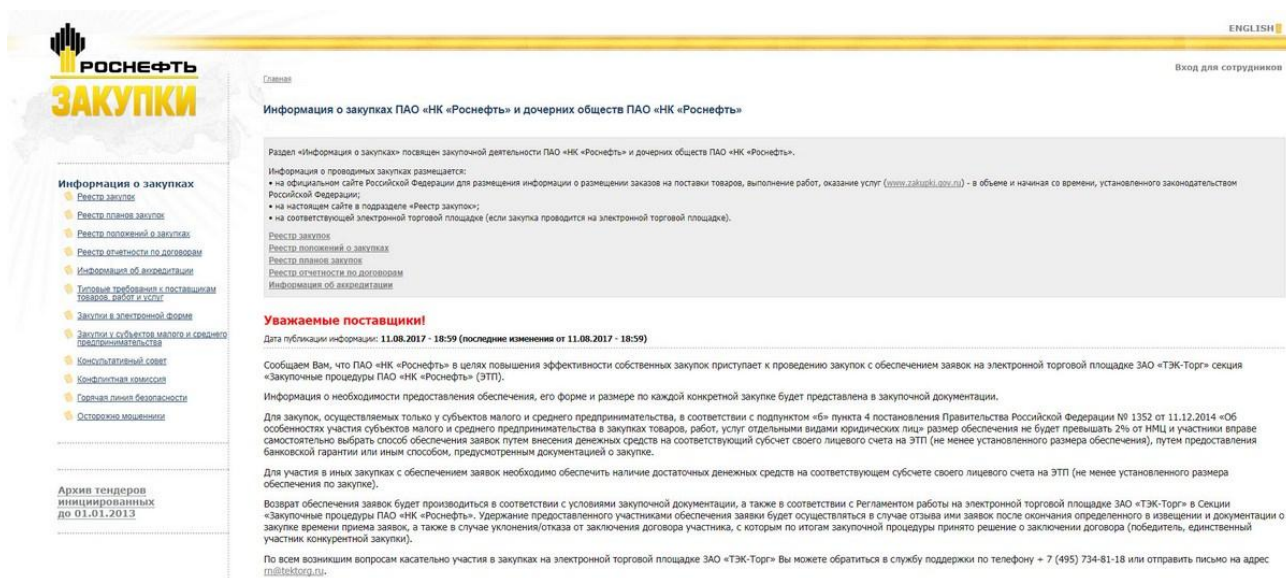 ENGLISH
РОСНЕФТЬ
ЗАКУПКИ
Вход для сотрудников
Главная
Информация о закупках ПАО «НК «Роснефть» и дочерних обществ ПАО «НК «Роснефть»
Информация о закупках
Реестр закупок
Реестр планов закупок
Реестр положений о закупках
Реестр отчетности по договорам
Информация об аккредитации
Типовые требования к поставщикам
товаров, работ и услуг
Закупки в электронной форме
Закупки у субъектов малого и среднего
предпринимательства
Консультативный совет
Конфликтная комиссия
Горячая линия безопасности
Осторожно мошенники
Архив тендеров
инициированных
до 01.01.2013
Раздел «Информация о закупках» посвящен закупочной деятельности ПАО «НК «Роснефть» и дочерних обществ ПАО «НК «Роснефть».
Информация о проводимых закупках размещается:
• на официальном сайте Российской Федерации для размещения информации о размещении заказов на поставки товаров, выполнение работ, оказание услуг (www.zakupki.gov.ru) - в объеме и начиная со времени, установленного законодательством
Российской Федерации;
• на настоящем сайте в подразделе «Реестр закупок»;
• на соответствующей электронной торговой площадке (если закупка проводится на электронной торговой площадке).
Реестр закупок
Реестр положений о закупках
Реестр планов закупок
Реестр отчетности по договорам
Информация об аккредитации
Уважаемые поставщики!
Дата публикации информации: 11.08.2017 - 18:59 (последние изменения от 11.08.2017 - 18:59)
Сообщаем Вам, что ПАО «НК «Роснефть» в целях повышения эффективности собственных закупок приступает к проведению закупок с обеспечением заявок на электронной торговой площадке ЗАО «ТЭК-Торг» секция
«Закупочные процедуры ПАО «НК «Роснефть» (ЭТП).
Информация о необходимости предоставления обеспечения, его форме и размере по каждой конкретной закупке будет представлена в закупочной документации.
Для закупок, осуществляемых только у субъектов малого и среднего предпринимательства, в соответствии с подпунктом «б» пункта 4 постановления Правительства Российской Федерации № 1352 от 11.12.2014 «Об
особенностях участия субъектов малого и среднего предпринимательства в закупках товаров, работ, услуг отдельными видами юридических лиц» размер обеспечения не будет превышать 2% от НМЦ и участники вправе
самостоятельно выбрать способ обеспечения заявок путем внесения денежных средств на соответствующий субсчет своего лицевого счета на ЭТП (не менее установленного размера обеспечения), путем предоставления
банковской гарантии или иным способом, предусмотренным документацией о закупке.
Для участия в иных закупках с обеспечением заявок необходимо обеспечить наличие достаточных денежных средств на соответствующем субсчете своего лицевого счета на ЭТП (не менее установленного размера
обеспечения по закупке).
Возврат обеспечения заявок будет производиться в соответствии с условиями закупочной документации, а также в соответствии с Регламентом работы на электронной торговой площадке ЗАО «ТЭК-Торг» в Секции
«Закупочные процедуры ПАО «НК «Роснефть». Удержание предоставленного участниками обеспечения заявки будет осуществляться в случае отзыва ими заявок после окончания определенного в извещении и документации о
закупке времени приема заявок, а также в случае уклонения/отказа от заключения договора участника, с которым по итогам закупочной процедуры принято решение о заключении договора (победитель, единственный
участник конкурентной закупки).
По всем возникшим вопросам касательно участия в закупках на электронной торговой площадке ЗАО «ТЭК-Торг» Вы можете обратиться в службу поддержки по телефону + 7 (495) 734-81-18 или отправить письмо на адрес
rn@tektorg.ru.